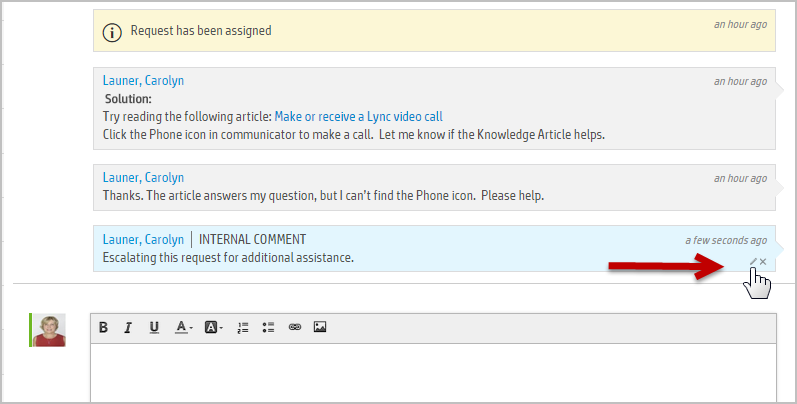 Request has been assigned an hour ago
Launer, Carolyn an hour ago
Solution:
Try reading the following article: Make or receive a Lync video call
Click the Phone icon in communicator to make a call.  Let me know if the Knowledge Article helps.
Launer, Carolyn an hour ago
Thanks. The article answers my question, but I can't find the Phone icon.  Please help.
Launer, Carolyn | INTERNAL COMMENT a few seconds ago
Escalating this request for additional assistance.
B I U A A